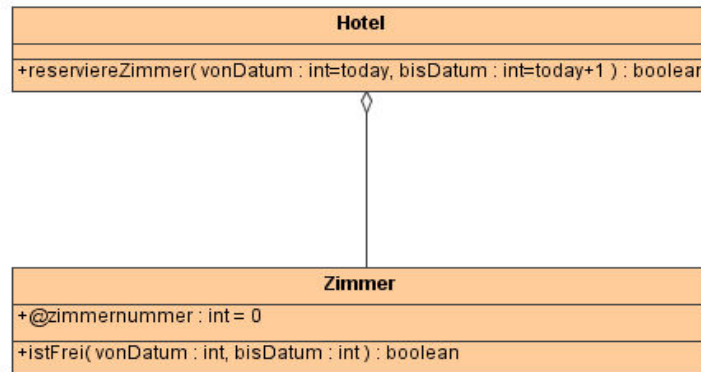 Hotel
+reserviereZimmer( vonDatum : int=today, bisDatum : int=today+1 ) : boolean
Zimmer
+@zimmernummer : int = 0
+istFrei( vonDatum : int, bisDatum : int ) : boolean